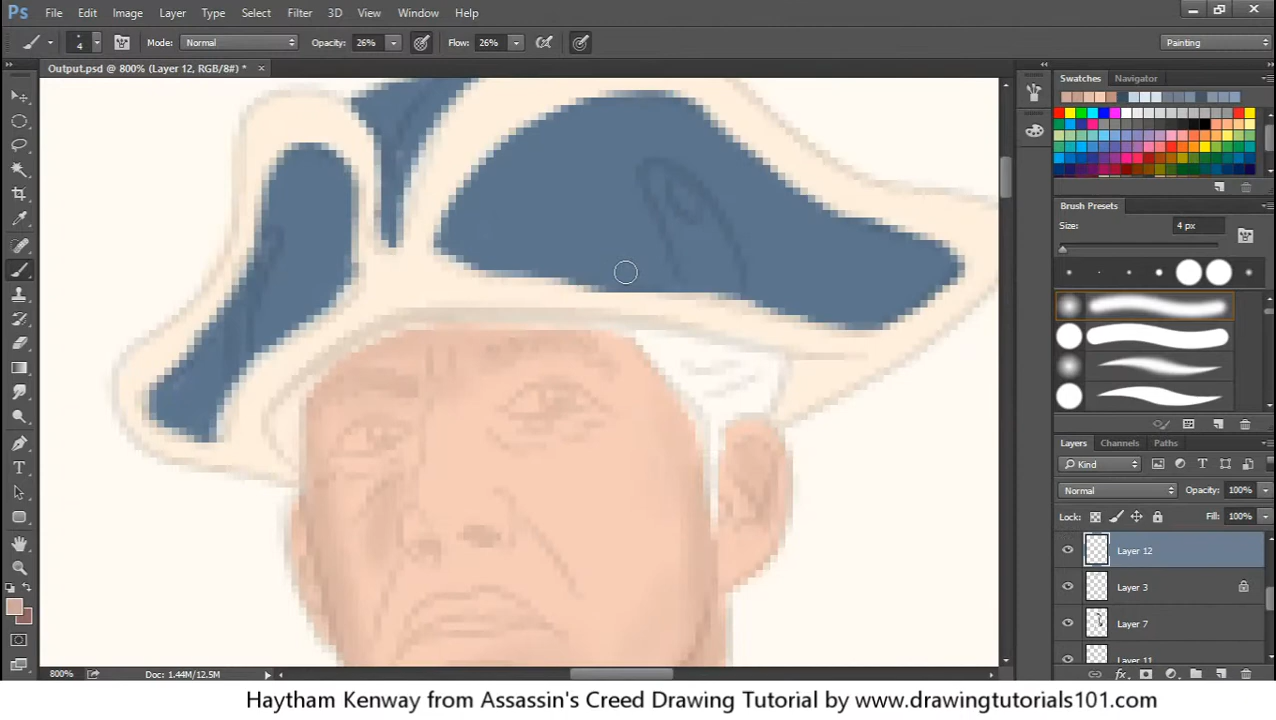 Ps File Edit Image Layer Type Select Filter 3D View Window Help
4 Mode: Normal Opacity: 26% Flow: 26% Painting
Output.psd @ 800% (Layer 12, RGB/8#) * ×
Swatches Navigator
Brush Presets
Size: 4 px
Layers Channels Paths
Kind
Normal Opacity: 100%
Lock: Fill: 100%
Layer 12
Layer 3
Layer 7
Layer 11
800% Doc: 1.44M/12.5M
Haytham Kenway from Assassin's Creed Drawing Tutorial by www.drawingtutorials101.com